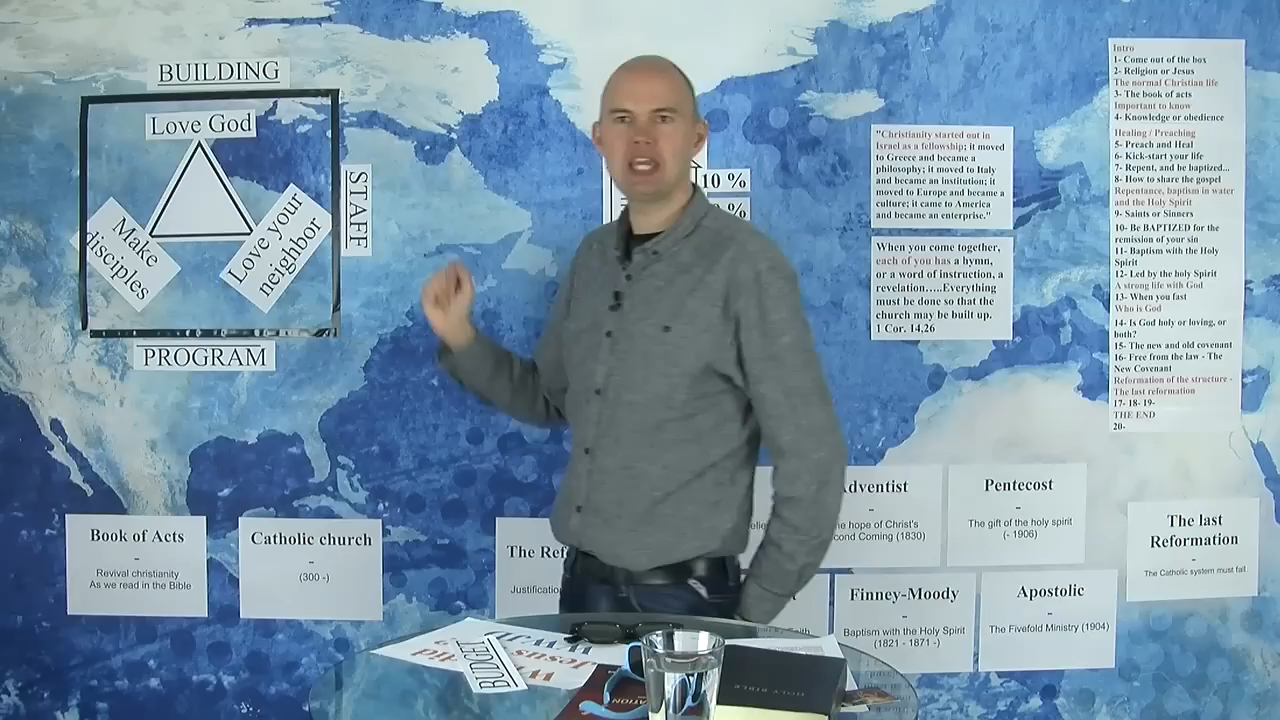 BUILDING
Love God
Make
disciples
Love your
neighbor
STAFF
PROGRAM
10 %
%
"Christianity started out in
Israel as a fellowship; it moved
to Greece and became a
philosophy; it moved to Italy
and became an institution; it
moved to Europe and became a
culture; it came to America
and became an enterprise."
When you come together,
each of you has a hymn,
or a word of instruction, a
revelation.....Everything
must be done so that the
church may be built up.
1 Cor. 14,26
Intro
1- Come out of the box
2- Religion or Jesus
The normal Christian life
3- The book of acts
Important to know
4- Knowledge or obedience
Healing / Preaching
5- Preach and Heal
6- Kick-start your life
7- Repent, and be baptized...
8- How to share the gospel
Repentance, baptism in water
and the Holy Spirit
9- Saints or Sinners
10- Be BAPTIZED for the
remission of your sin
11- Baptism with the Holy
Spirit
12- Led by the holy Spirit
A strong life with God
13- When you fast
Who is God
14- Is God holy or loving, or
both?
15- The new and old covenant
16- Free from the law - The
New Covenant
Reformation of the structure -
The last reformation
17- 18- 19-
THE END
20-
Book of Acts
-
Revival christianity
As we read in the Bible
Catholic church
-
(300 -)
The Ref
Justification
Adventist
-
he hope of Christ's
cond Coming (1830)
Pentecost
-
The gift of the holy spirit
(- 1906)
Finney-Moody
-
Baptism with the Holy Spirit
(1821 - 1871 -)
Apostolic
-
The Fivefold Ministry (1904)
The last
Reformation
-
The Catholic system must fall.
BUDGET
Jesus
HOLY BIBLE